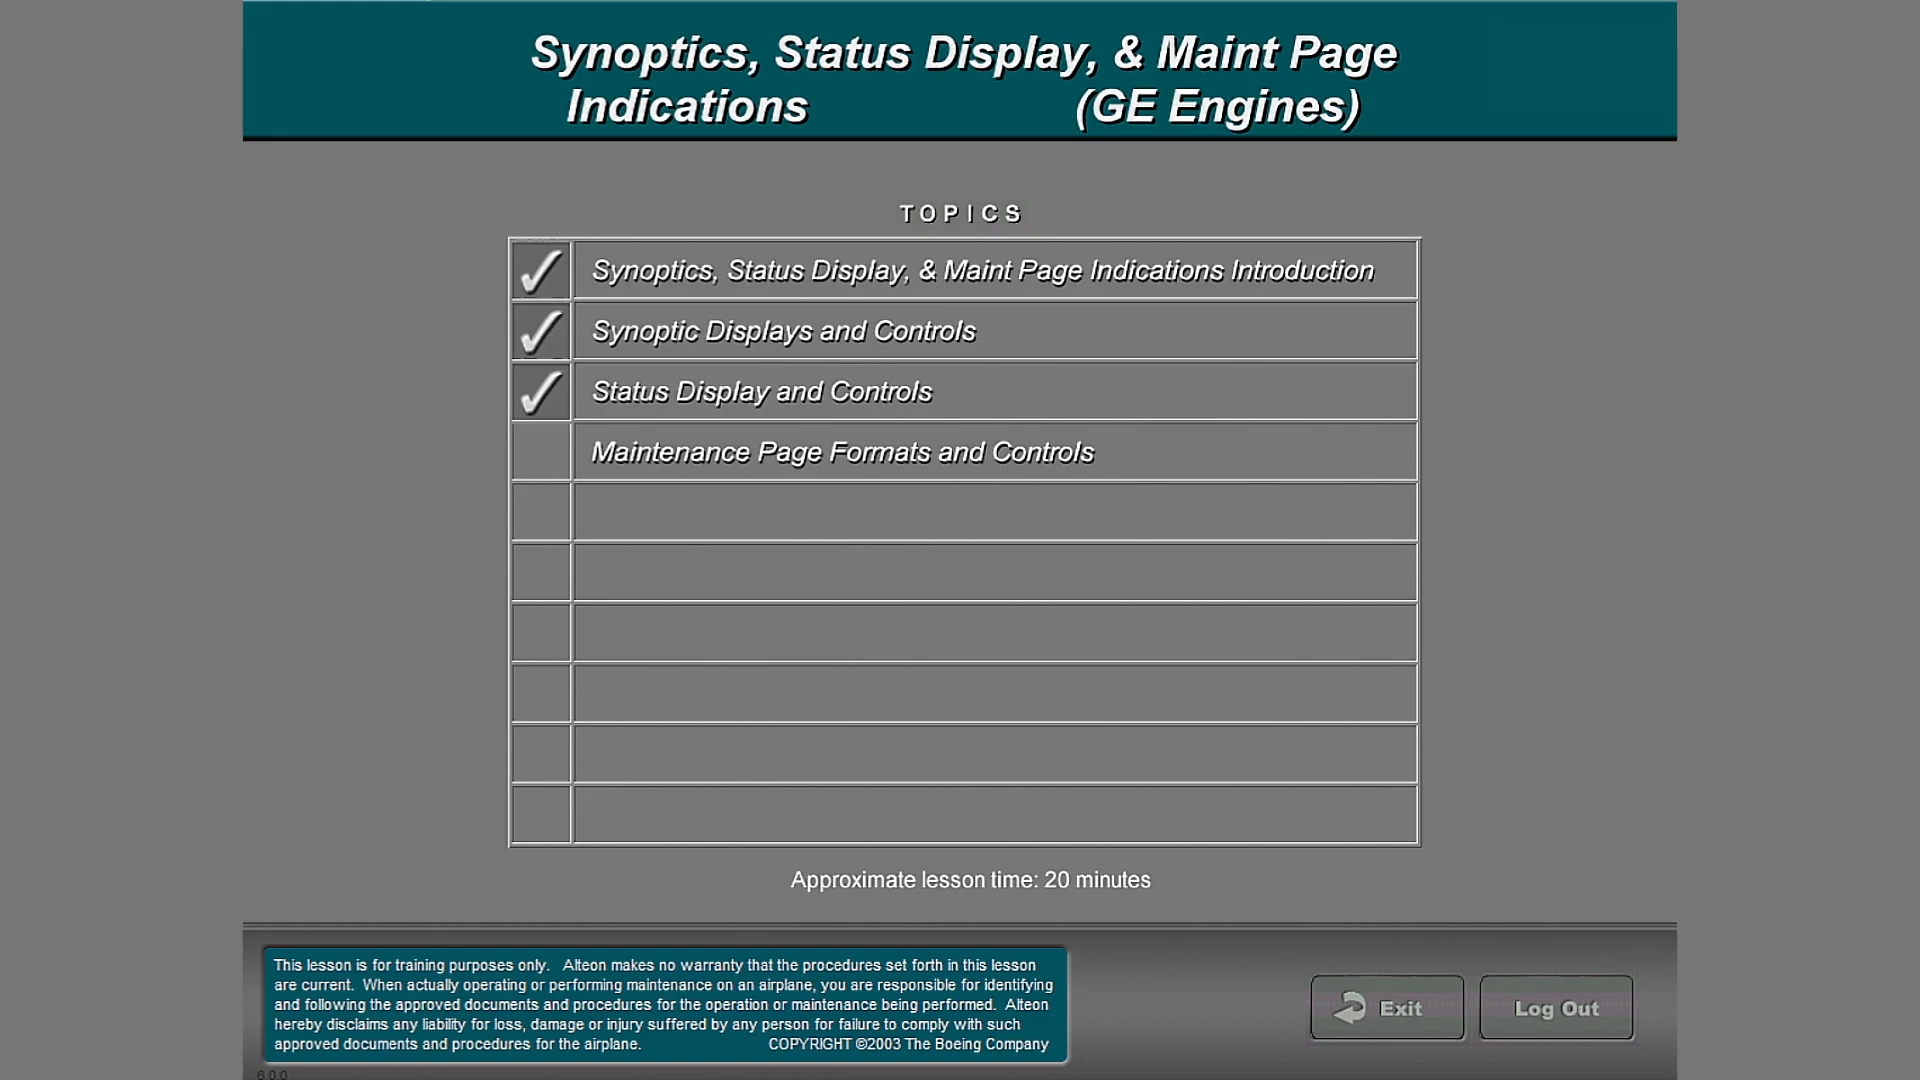 Synoptics, Status Display, & Maint Page
Indications (GE Engines)
TOPICS
Synoptics, Status Display, & Maint Page Indications Introduction
Synoptic Displays and Controls
Status Display and Controls
Maintenance Page Formats and Controls
Approximate lesson time: 20 minutes
This lesson is for training purposes only. Alteon makes no warranty that the procedures set forth in this lesson
are current. When actually operating or performing maintenance on an airplane, you are responsible for identifying
and following the approved documents and procedures for the operation or maintenance being performed. Alteon
hereby disclaims any liability for loss, damage or injury suffered by any person for failure to comply with such
approved documents and procedures for the airplane. COPYRIGHT ©2003 The Boeing Company
Exit
Log Out
6.0.0